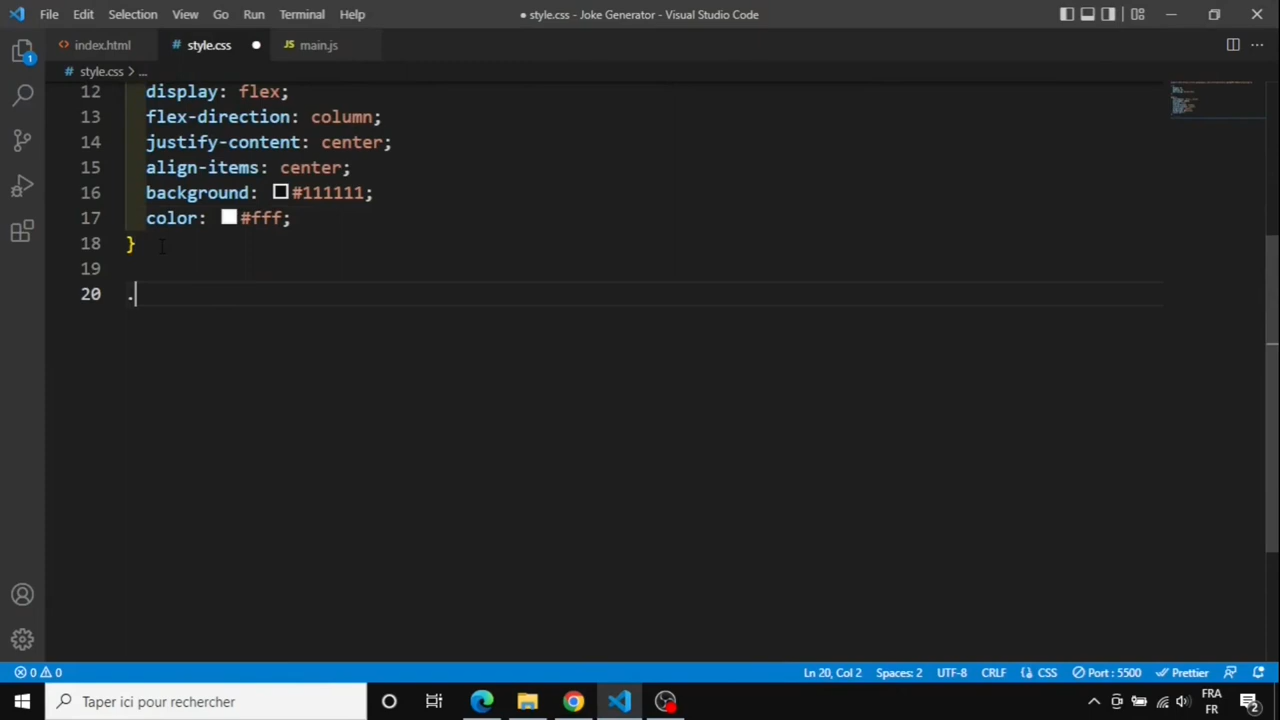 File Edit Selection View Go Run Terminal Help ● style.css - Joke Generator - Visual Studio Code
<> index.html # style.css ● JS main.js
# style.css > ...
12 display: flex;
13 flex-direction: column;
14 justify-content: center;
15 align-items: center;
16 background: #111111;
17 color: #fff;
18 }
19
20 .
1
0 0 Ln 20, Col 2 Spaces: 2 UTF-8 CRLF {} CSS Port : 5500 Prettier
Taper ici pour rechercher
FRA
FR
2